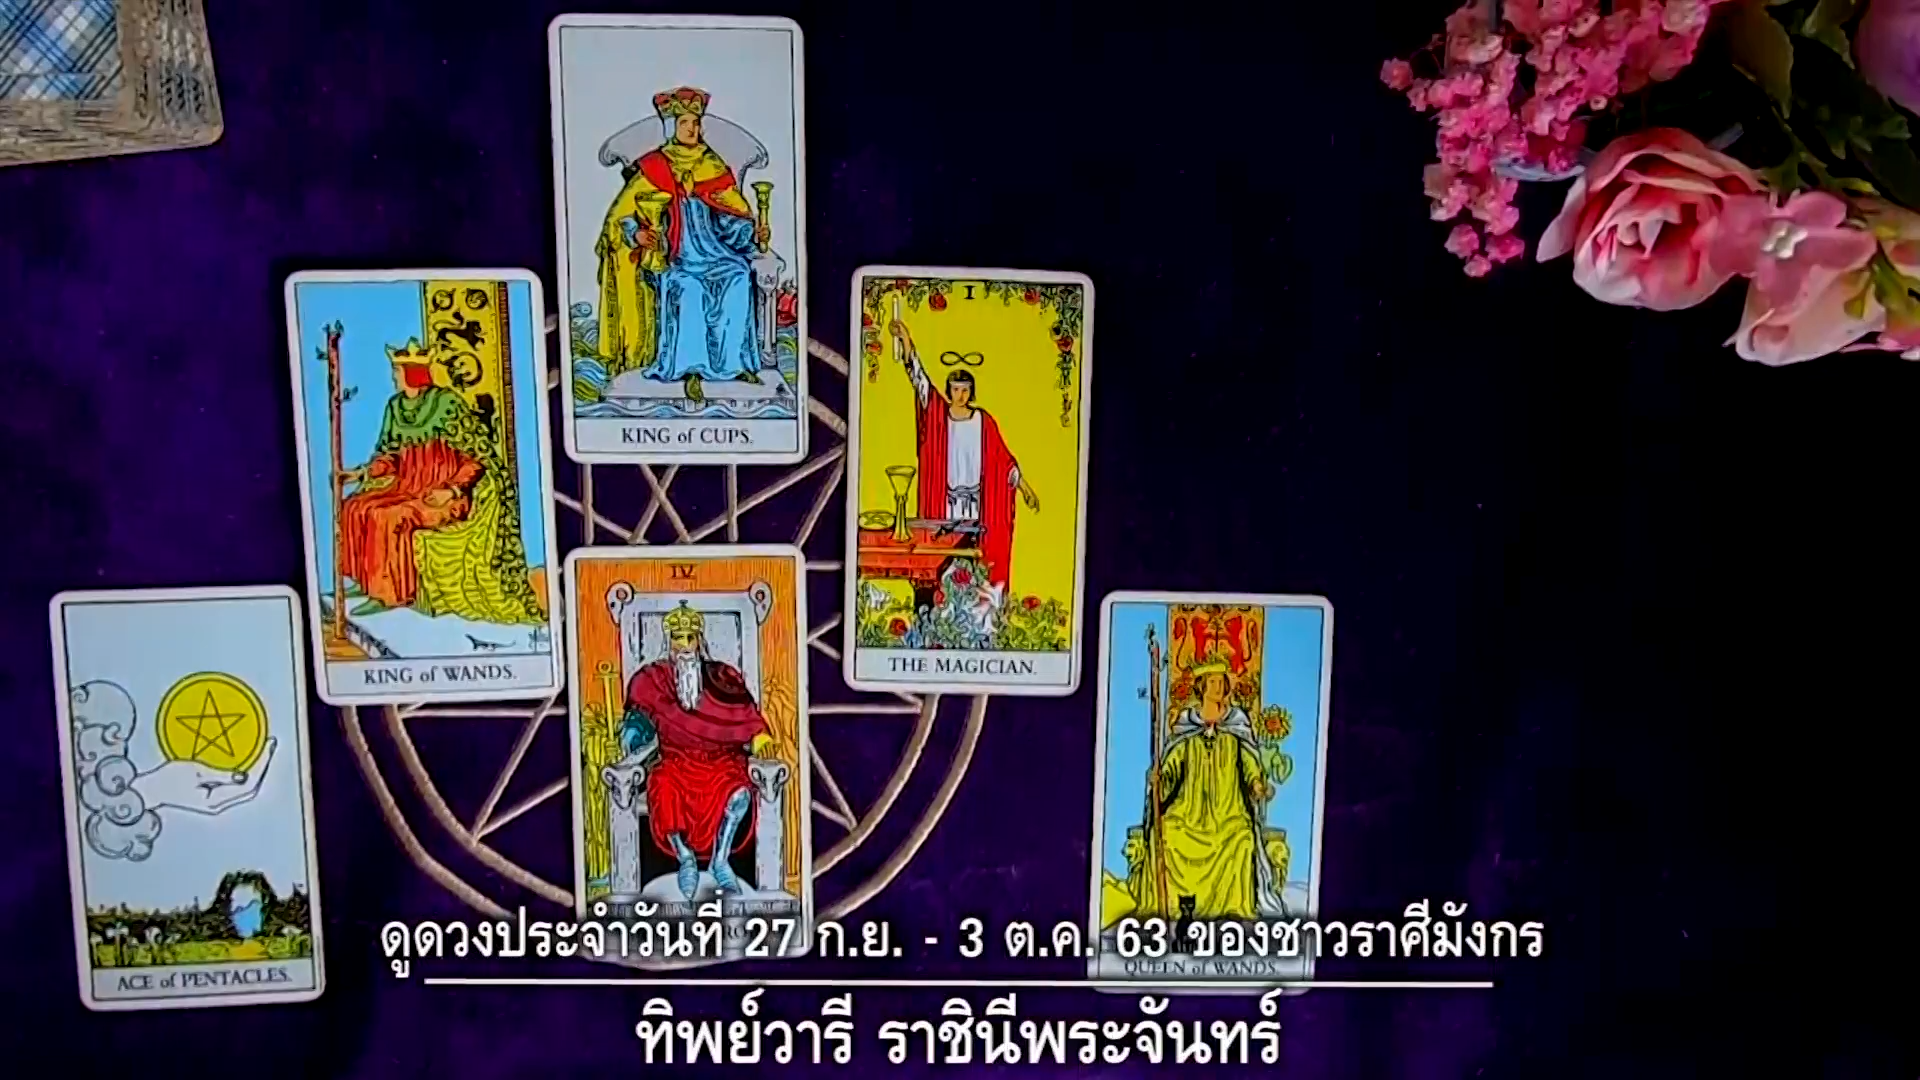 KING of CUPS.
I
KING of WANDS.
THE MAGICIAN.
IV
ACE of PENTACLES.
QUEEN of WANDS.
ดูดวงประจำวันที่ 27 ก.ย. - 3 ต.ค. 63 ของชาวราศีมังกร
ทิพย์วารี ราชินีพระจันทร์